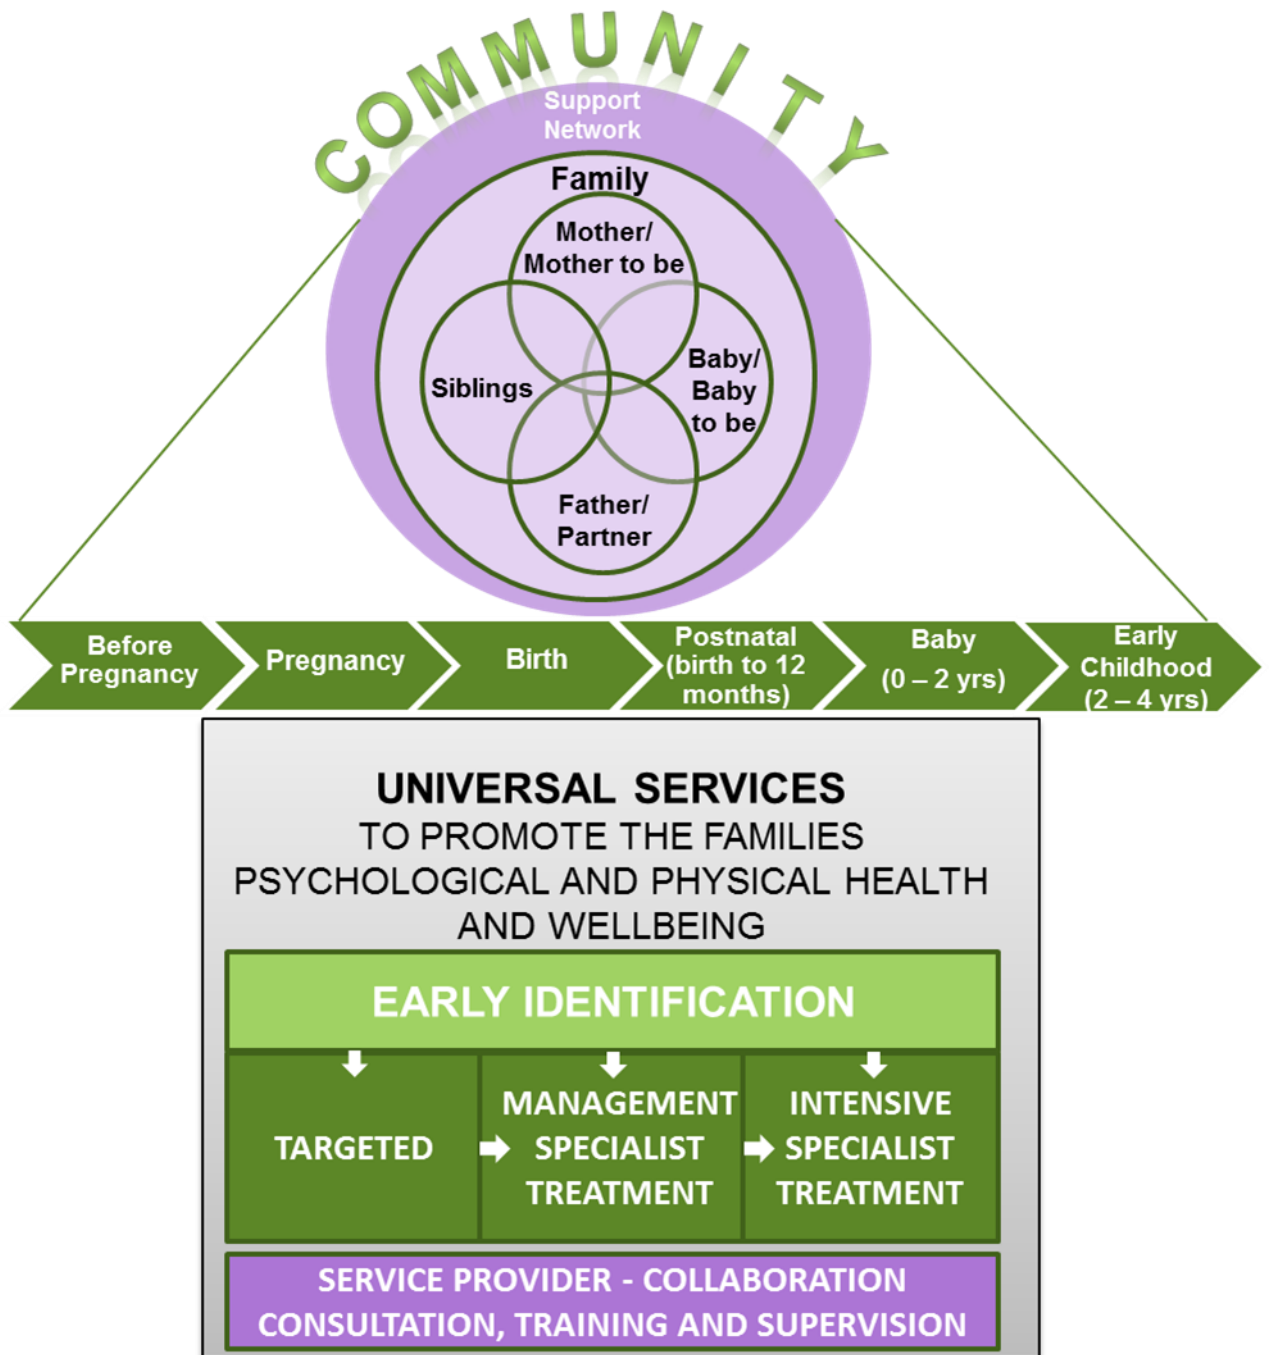 COMMUNITY
Support
Network
Family
Mother/
Mother to be
Siblings
Baby/
Baby
to be
Father/
Partner
Before
Pregnancy
Pregnancy
Birth
Postnatal
(birth to 12
months)
Baby
(0 – 2 yrs)
Early
Childhood
(2 – 4 yrs)
UNIVERSAL SERVICES
TO PROMOTE THE FAMILIES
PSYCHOLOGICAL AND PHYSICAL HEALTH
AND WELLBEING
EARLY IDENTIFICATION
TARGETED
MANAGEMENT
SPECIALIST
TREATMENT
INTENSIVE
SPECIALIST
TREATMENT
SERVICE PROVIDER - COLLABORATION
CONSULTATION, TRAINING AND SUPERVISION